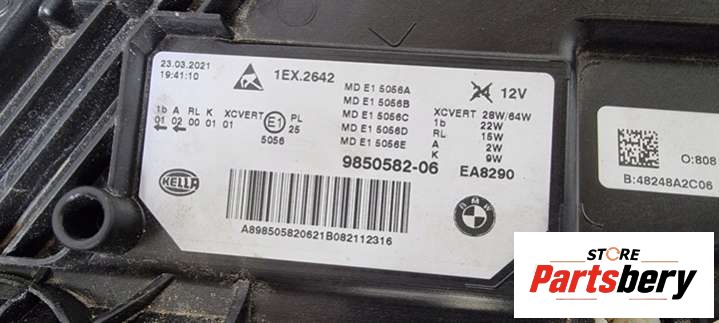 23.03.2021
19:41:10
1EX.2642
MD E1 5056A
MD E1 5056B
MD E1 5056C
MD E1 5056D
MD E1 5056E
24 12V
XCVERT 28W/64W
1b 22W
RL 15W
A 2W
K 9W
1b A RL K XCVERT E1 PL
01 02 00 01 01 25
5056
9850582-06 EA8290
HELLA
BMW
A898505820621B082112316
O:808
B:48248A2C06
STORE
Partsbery